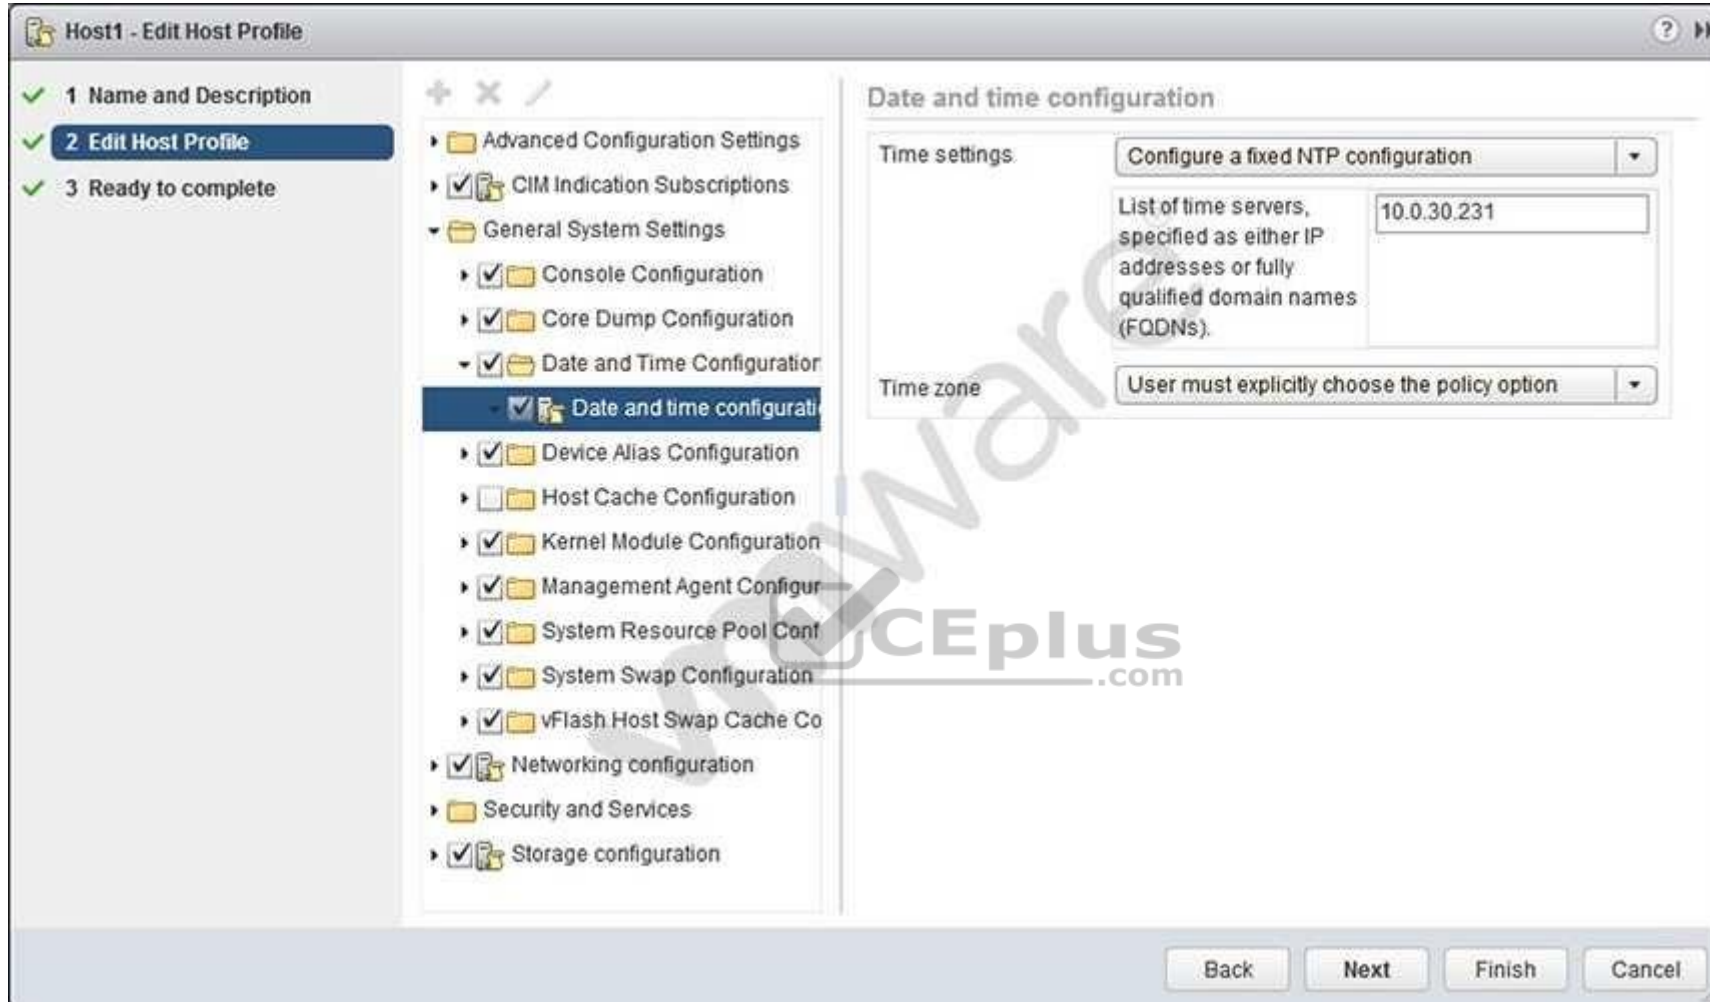 Host1 - Edit Host Profile
?
1 Name and Description
2 Edit Host Profile
3 Ready to complete
Advanced Configuration Settings
CIM Indication Subscriptions
General System Settings
Console Configuration
Core Dump Configuration
Date and Time Configuration
Date and time configurati
Device Alias Configuration
Host Cache Configuration
Kernel Module Configuration
Management Agent Configur
System Resource Pool Conf
System Swap Configuration
vFlash Host Swap Cache Co
Networking configuration
Security and Services
Storage configuration
Date and time configuration
Time settings
Configure a fixed NTP configuration
List of time servers,
specified as either IP
addresses or fully
qualified domain names
(FQDNs).
10.0.30.231
Time zone
User must explicitly choose the policy option
vmware
CEplus
.com
Back
Next
Finish
Cancel